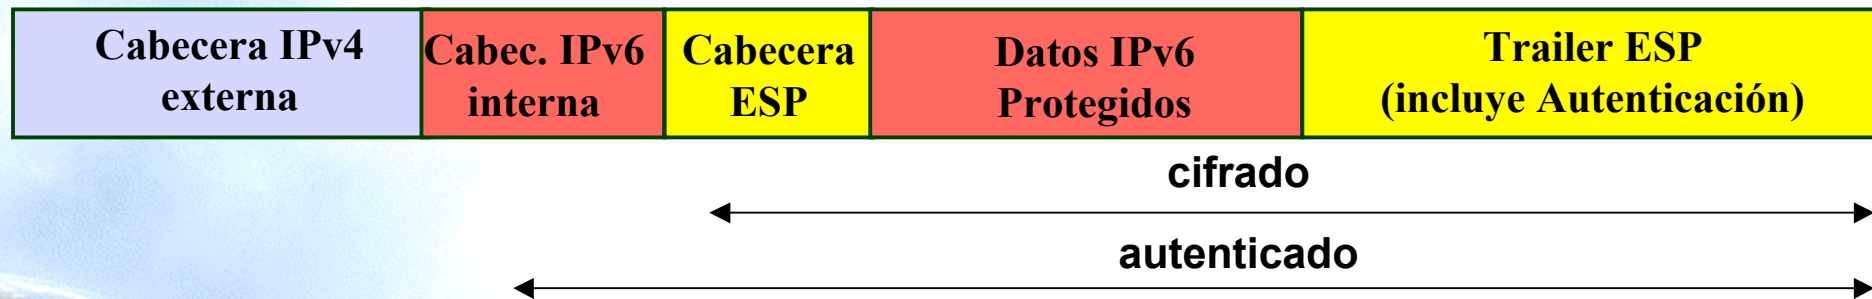 Cabecera IPv4
externa
Cabec. IPv6
interna
Cabecera
ESP
Datos IPv6
Protegidos
Trailer ESP
(incluye Autenticación)
cifrado
autenticado